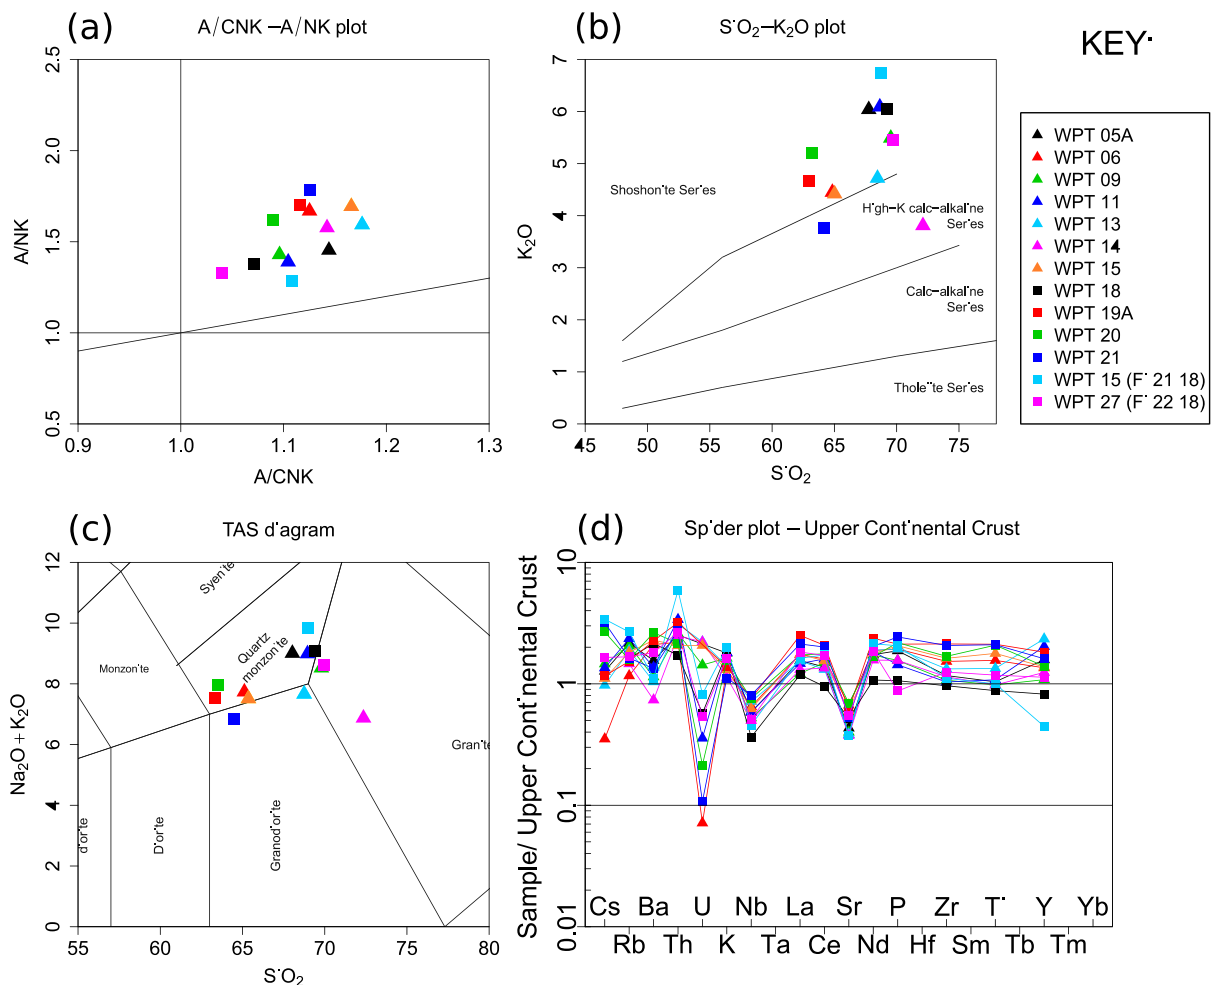 (a)
A/CNK –A/NK plot
2.5
2.0
1.5
1.0
0.5
A/NK
0.9
1.0
1.1
1.2
1.3
A/CNK
(b)
S˙O₂–K₂O plot
7
6
5
4
3
2
1
0
K₂O
Shoshon˙te Ser˙es
H˙gh–K calc–alkal˙ne
Ser˙es
Calc–alkal˙ne
Ser˙es
Thole˙˙te Ser˙es
45
50
55
60
65
70
75
S˙O₂
KEY˙
WPT 05A
WPT 06
WPT 09
WPT 11
WPT 13
WPT 14
WPT 15
WPT 18
WPT 19A
WPT 20
WPT 21
WPT 15 (F˙ 21 18)
WPT 27 (F˙ 22 18)
(c)
TAS d˙agram
12
10
8
6
4
2
0
Na₂O + K₂O
Syen˙te
Quartz
monzon˙te
Monzon˙te
Gran˙te
d˙or˙te
D˙or˙te
Granod˙or˙te
55
60
65
70
75
80
S˙O₂
(d)
Sp˙der plot – Upper Cont˙nental Crust
10
1
0.1
0.01
Sample/ Upper Cont˙nental Crust
Cs
Ba
U
Nb
La
Sr
P
Zr
T˙
Y
Yb
Rb
Th
K
Ta
Ce
Nd
Hf
Sm
Tb
Tm